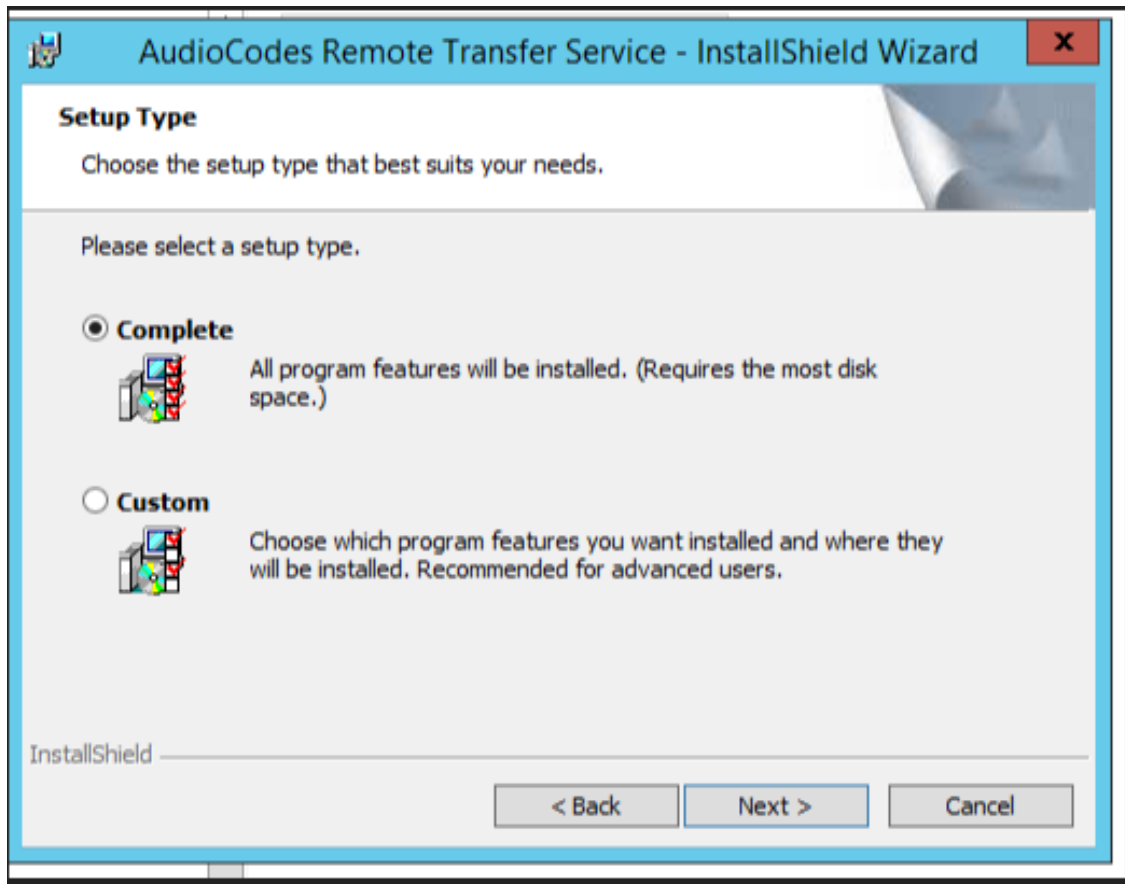 AudioCodes Remote Transfer Service - InstallShield Wizard
x
Setup Type
Choose the setup type that best suits your needs.
Please select a setup type.
Complete
All program features will be installed. (Requires the most disk
space.)
Custom
Choose which program features you want installed and where they
will be installed. Recommended for advanced users.
InstallShield
< Back
Next >
Cancel